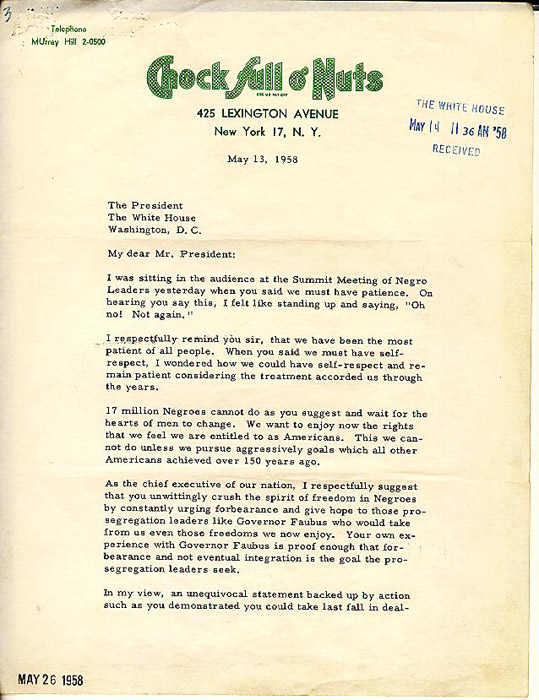 3
Telephone
MUrray Hill 2-0500
Chock full o' Nuts
425 LEXINGTON AVENUE
New York 17, N. Y.
THE WHITE HOUSE
MAY 14 11 36 AM '58
RECEIVED
May 13, 1958
The President
The White House
Washington, D. C.
My dear Mr. President:
I was sitting in the audience at the Summit Meeting of Negro
Leaders yesterday when you said we must have patience. On
hearing you say this, I felt like standing up and saying, "Oh
no! Not again."
I respectfully remind you sir, that we have been the most
patient of all people. When you said we must have self-
respect, I wondered how we could have self-respect and re-
main patient considering the treatment accorded us through
the years.
17 million Negroes cannot do as you suggest and wait for the
hearts of men to change. We want to enjoy now the rights
that we feel we are entitled to as Americans. This we can-
not do unless we pursue aggressively goals which all other
Americans achieved over 150 years ago.
As the chief executive of our nation, I respectfully suggest
that you unwittingly crush the spirit of freedom in Negroes
by constantly urging forbearance and give hope to those pro-
segregation leaders like Governor Faubus who would take
from us even those freedoms we now enjoy. Your own ex-
perience with Governor Faubus is proof enough that for-
bearance and not eventual integration is the goal the pro-
segregation leaders seek.
In my view, an unequivocal statement backed up by action
such as you demonstrated you could take last fall in deal-
MAY 26 1958